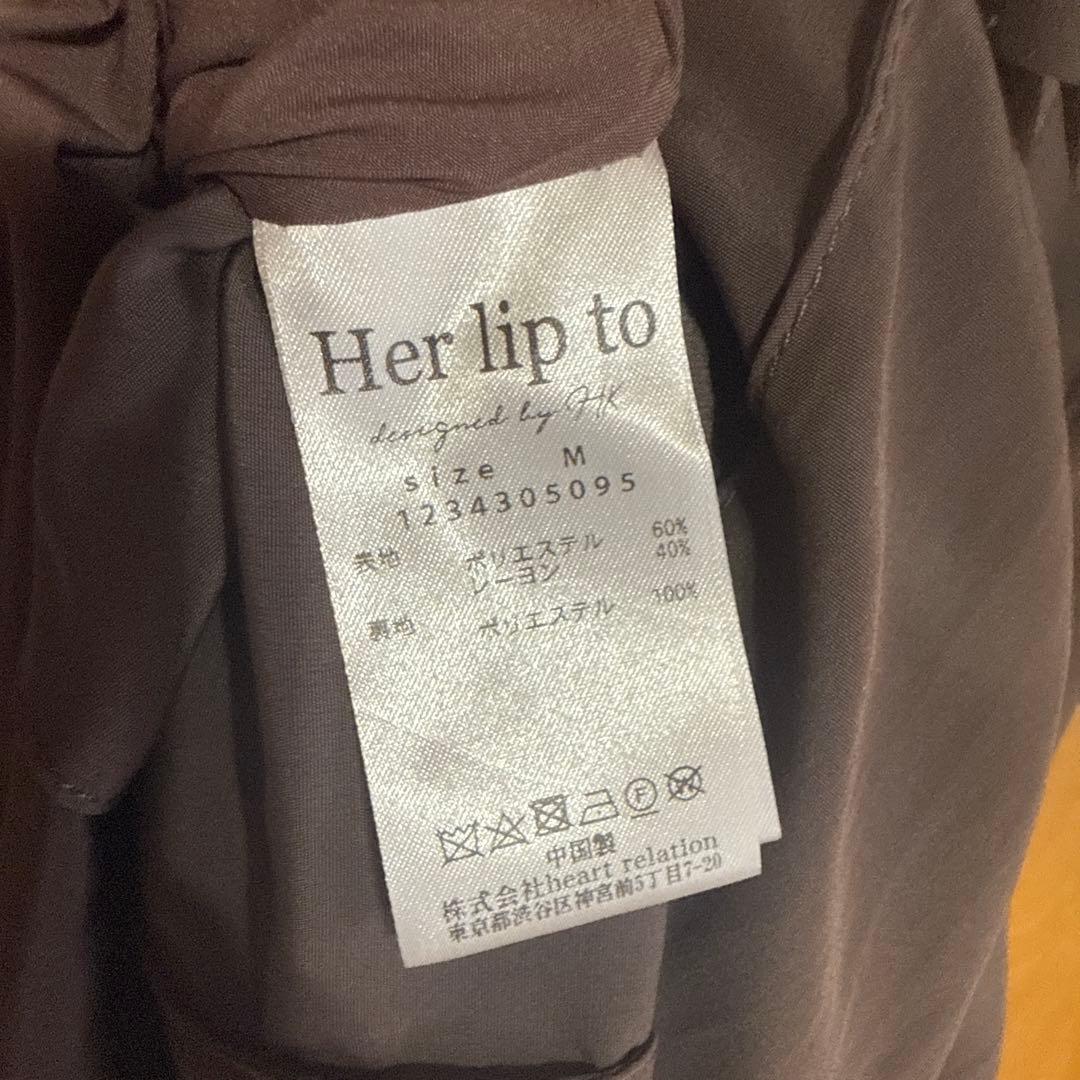 Her lip to
designed by HK
size M
1234305095
表地 ポリエステル 60%
レーヨン 40%
裏地 ポリエステル 100%
F W
中国製
株式会社heart relation
東京都渋谷区神宮前5丁目7-20